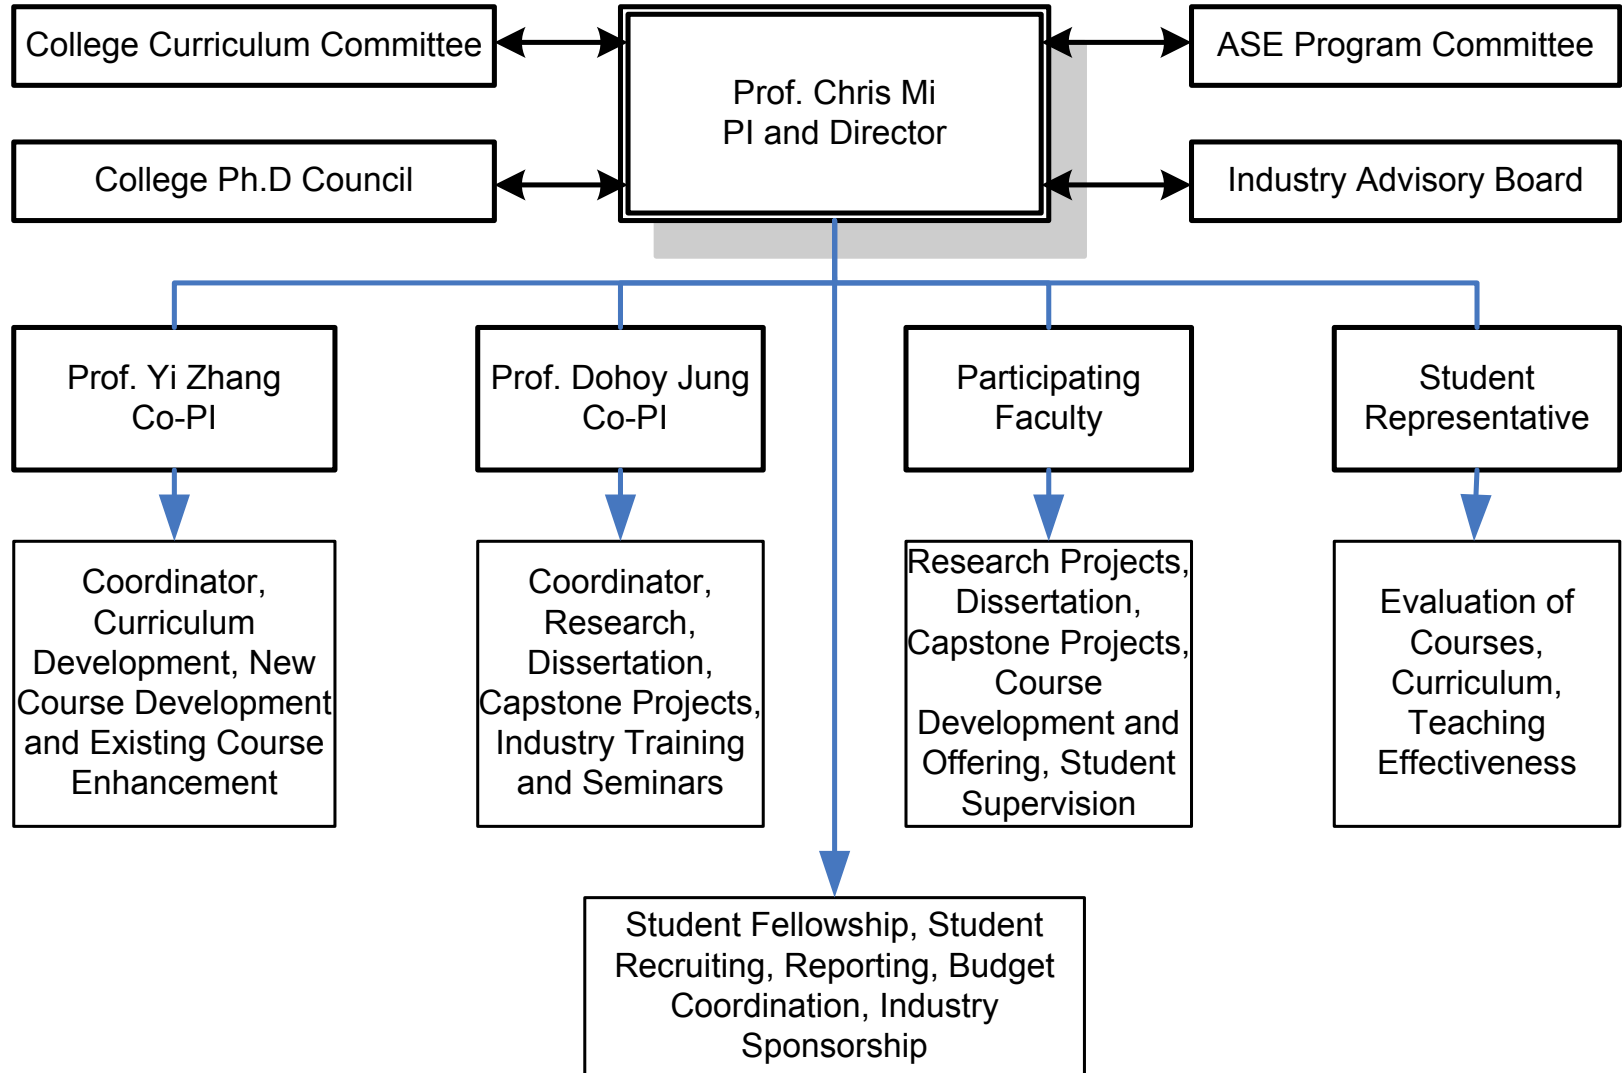 College Curriculum Committee
Prof. Chris Mi
PI and Director
ASE Program Committee
College Ph.D Council
Industry Advisory Board
Prof. Yi Zhang
Co-PI
Prof. Dohoy Jung
Co-PI
Participating
Faculty
Student
Representative
Coordinator,
Curriculum
Development, New
Course Development
and Existing Course
Enhancement
Coordinator,
Research,
Dissertation,
Capstone Projects,
Industry Training
and Seminars
Research Projects,
Dissertation,
Capstone Projects,
Course
Development and
Offering, Student
Supervision
Evaluation of
Courses,
Curriculum,
Teaching
Effectiveness
Student Fellowship, Student
Recruiting, Reporting, Budget
Coordination, Industry
Sponsorship